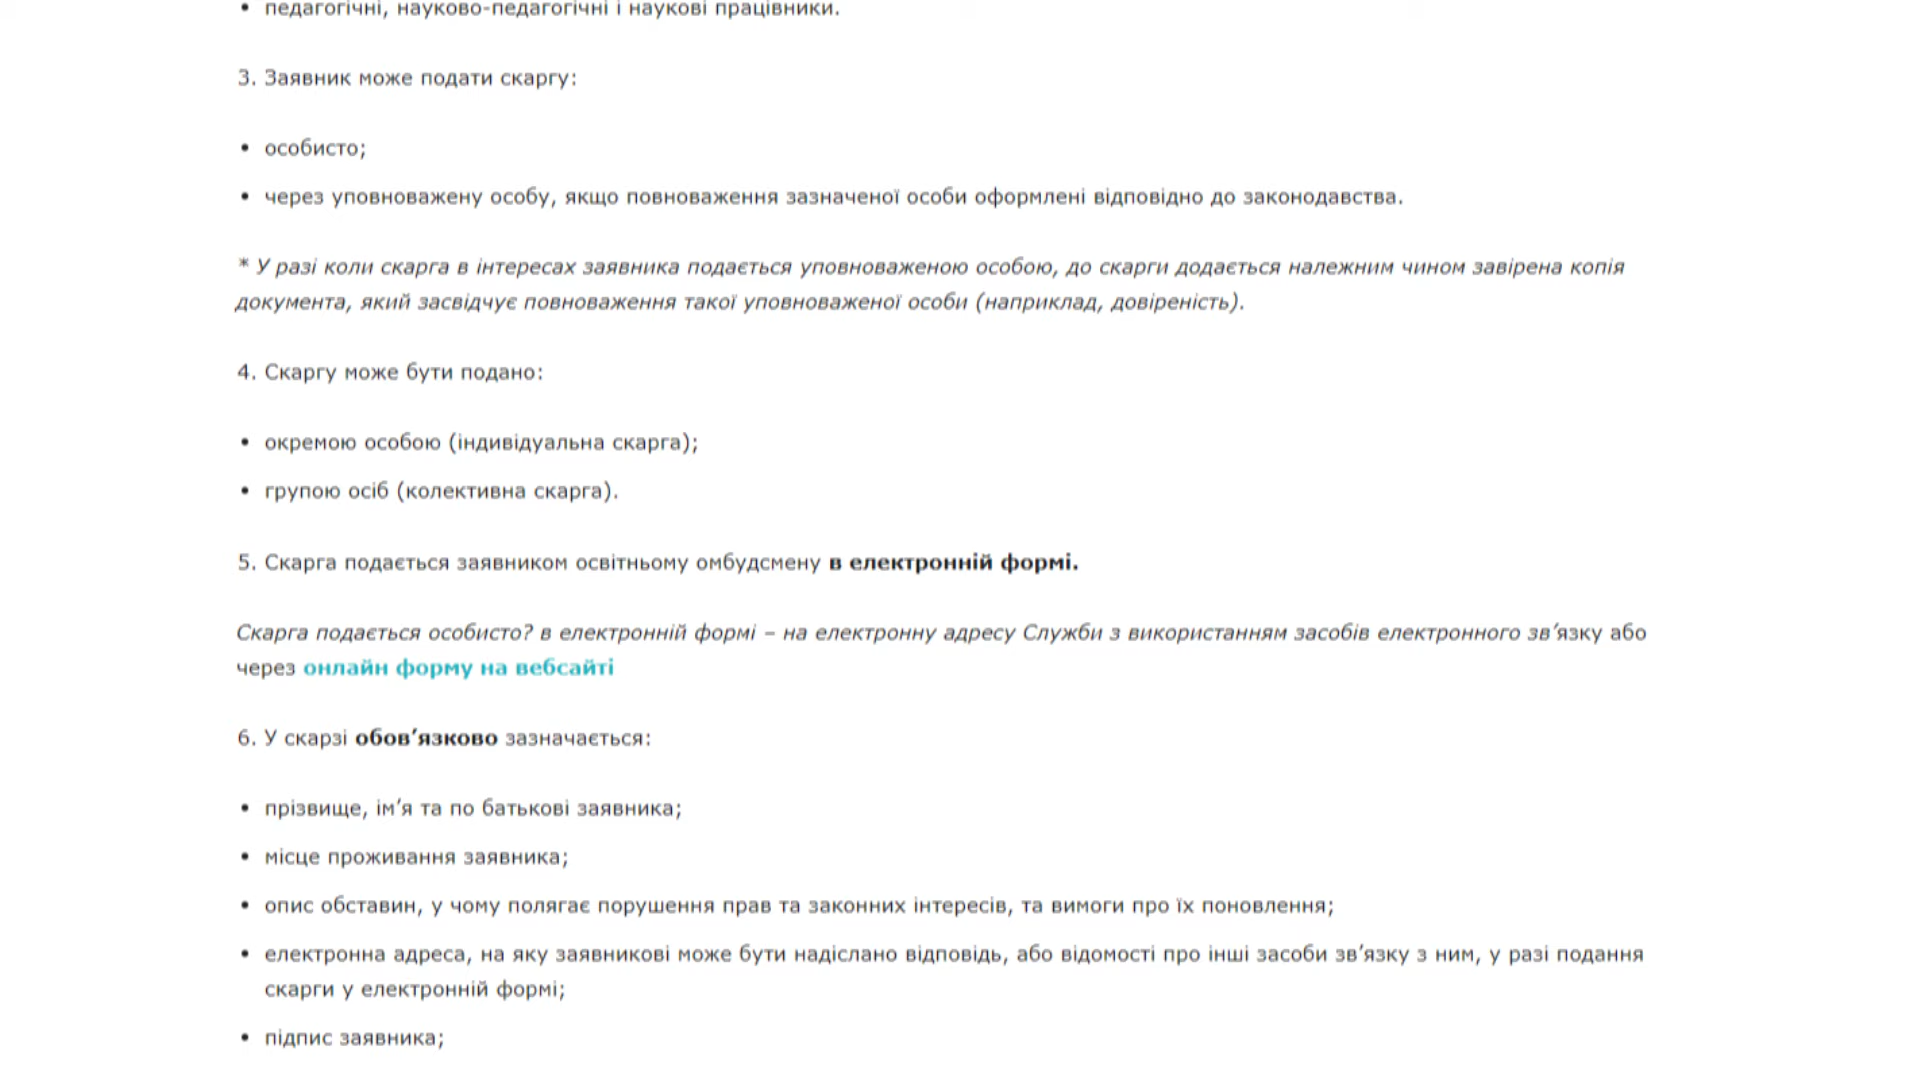 • педагогічні, науково-педагогічні і наукові працівники.
3. Заявник може подати скаргу:
• особисто;
• через уповноважену особу, якщо повноваження зазначеної особи оформлені відповідно до законодавства.
* У разі коли скарга в інтересах заявника подається уповноваженою особою, до скарги додається належним чином завірена копія
документа, який засвідчує повноваження такої уповноваженої особи (наприклад, довіреність).
4. Скаргу може бути подано:
• окремою особою (індивідуальна скарга);
• групою осіб (колективна скарга).
5. Скарга подається заявником освітньому омбудсмену в електронній формі.
Скарга подається особисто? в електронній формі – на електронну адресу Служби з використанням засобів електронного зв’язку або
через онлайн форму на вебсайті
6. У скарзі обов’язково зазначається:
• прізвище, ім’я та по батькові заявника;
• місце проживання заявника;
• опис обставин, у чому полягає порушення прав та законних інтересів, та вимоги про їх поновлення;
• електронна адреса, на яку заявникові може бути надіслано відповідь, або відомості про інші засоби зв’язку з ним, у разі подання
скарги у електронній формі;
• підпис заявника;